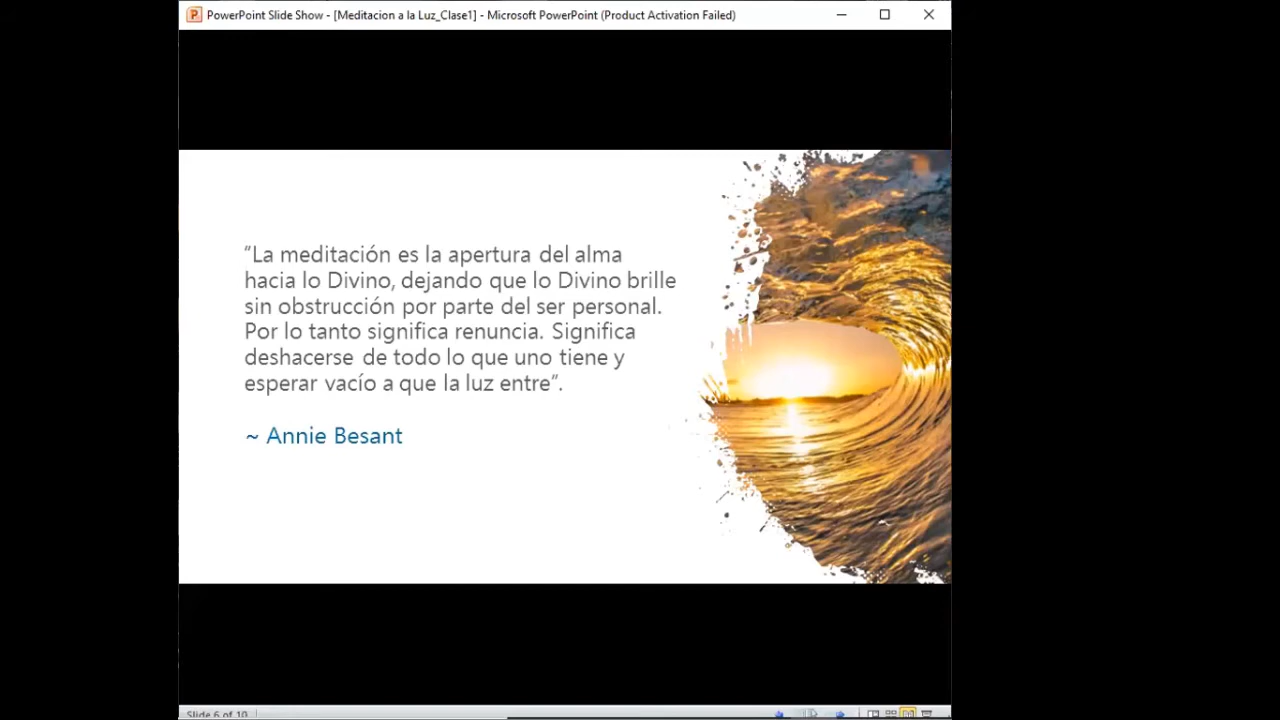 PowerPoint Slide Show - [Meditacion a la Luz_Clase1] - Microsoft PowerPoint (Product Activation Failed)
“La meditación es la apertura del alma
hacia lo Divino, dejando que lo Divino brille
sin obstrucción por parte del ser personal.
Por lo tanto significa renuncia. Significa
deshacerse de todo lo que uno tiene y
esperar vacío a que la luz entre”.
~ Annie Besant
Slide 6 of 10